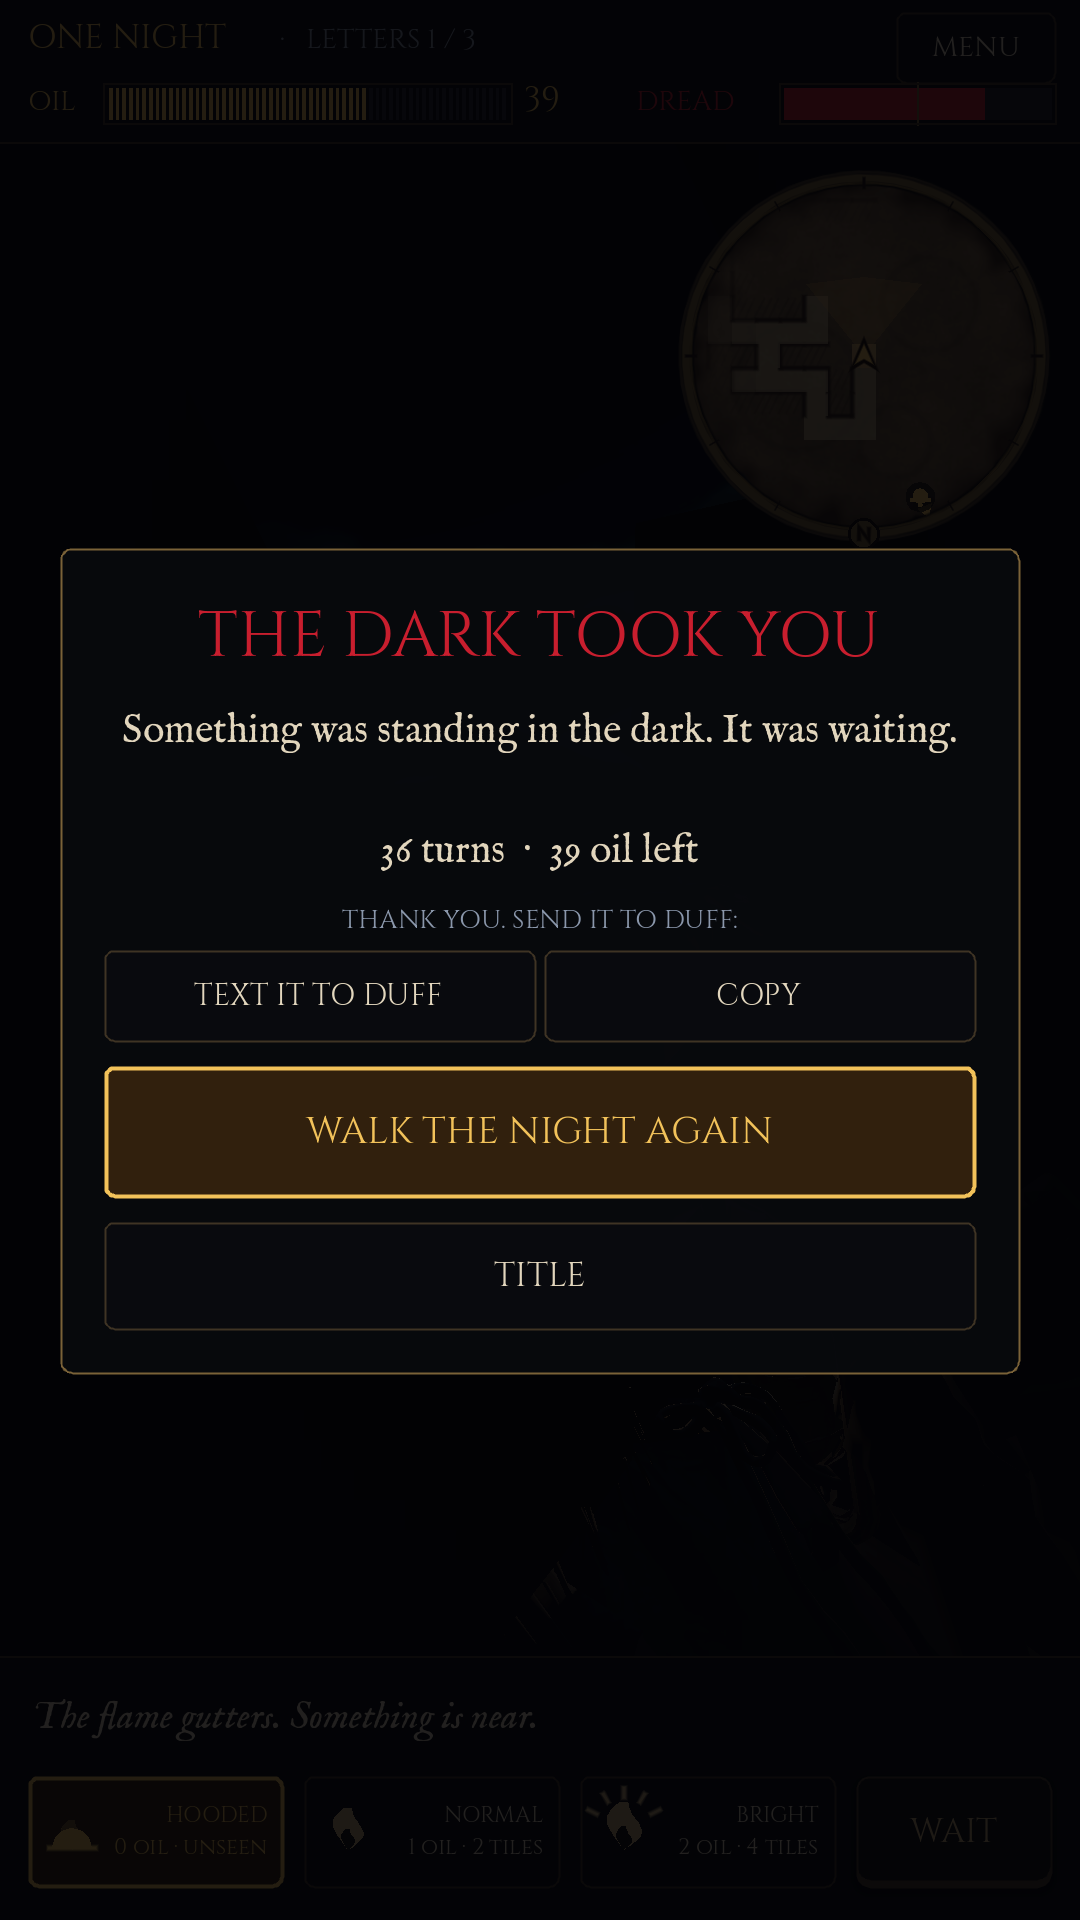 ONE NIGHT · LETTERS 1 / 3
MENU
OIL 39 DREAD
N
THE DARK TOOK YOU
Something was standing in the dark. It was waiting.
36 turns · 39 oil left
THANK YOU. SEND IT TO DUFF:
TEXT IT TO DUFF
COPY
WALK THE NIGHT AGAIN
TITLE
The flame gutters. Something is near.
HOODED
0 OIL · UNSEEN
NORMAL
1 OIL · 2 TILES
BRIGHT
2 OIL · 4 TILES
WAIT